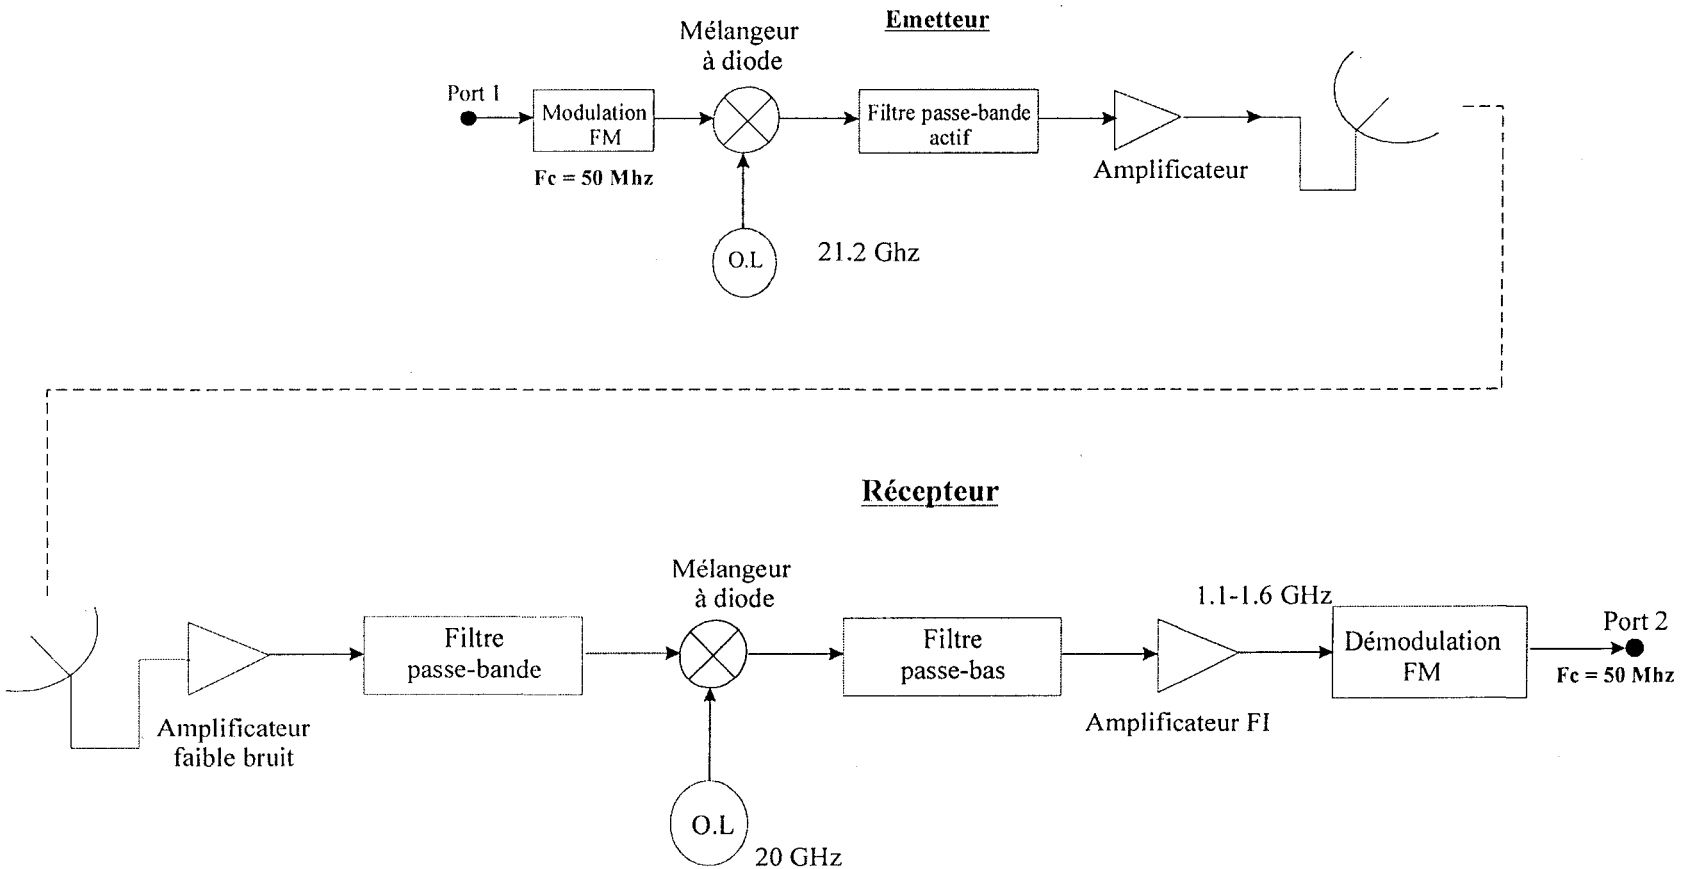 Emetteur
Mélangeur
à diode
Port 1
Modulation
FM
Fc = 50 Mhz
Filtre passe-bande
actif
Amplificateur
O.L
21.2 Ghz
Récepteur
Mélangeur
à diode
1.1-1.6 GHz
Filtre
passe-bande
Filtre
passe-bas
Démodulation
FM
Port 2
Fc = 50 Mhz
Amplificateur
faible bruit
Amplificateur FI
O.L
20 GHz